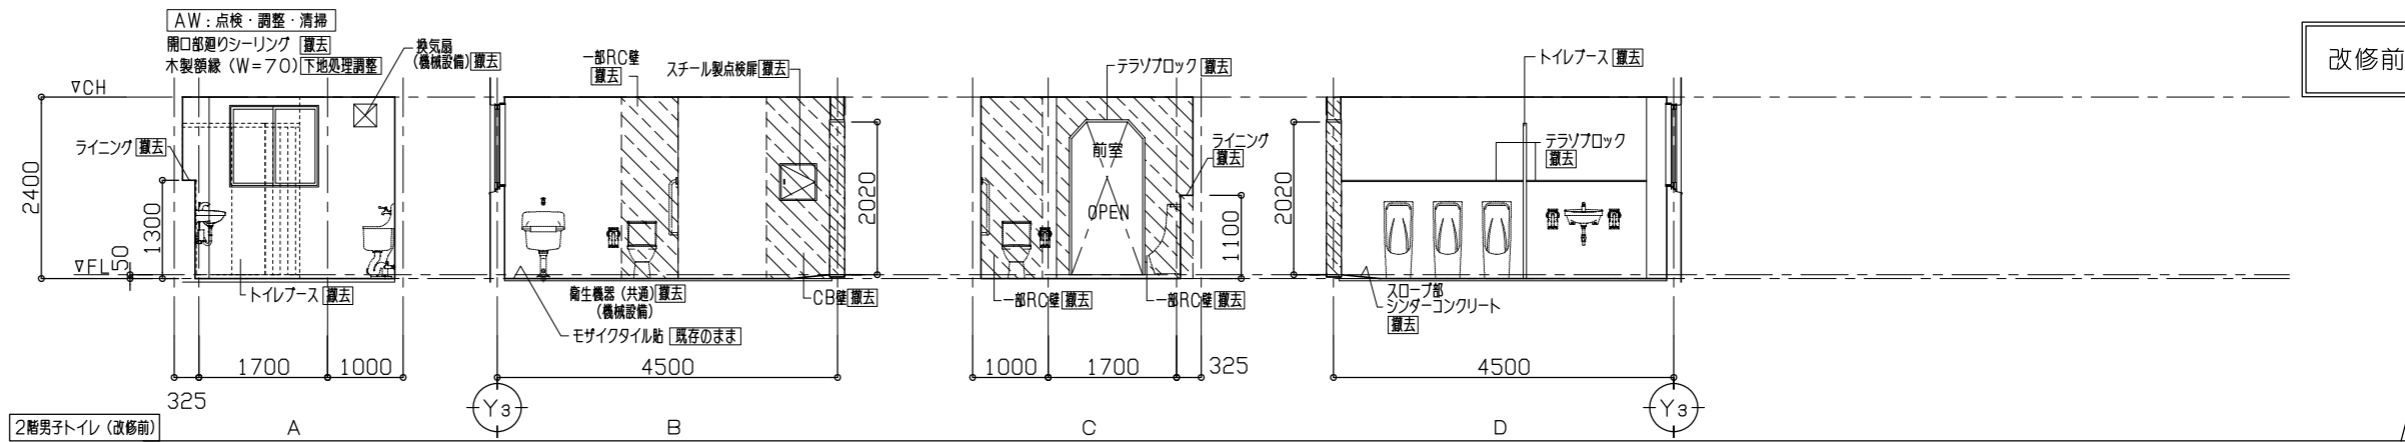 AW：点検・調整・清掃
開口部廻りシーリング 撤去
木製額縁（W=70） 下地処理調整
換気扇
(機械設備) 撤去
一部RC壁
撤去
スチール製点検扉 撤去
テラゾブロック 撤去
トイレブース 撤去
改修前
▽CH
ライニング 撤去
2400
1300
50
▽FL
トイレブース 撤去
2020
衛生機器（共通） 撤去
（機械設備）
CB壁 撤去
モザイクタイル貼 既存のまま
前室
OPEN
ライニング
撤去
1100
一部RC壁 撤去
一部RC壁 撤去
2020
テラゾブロック
撤去
スロープ部
シンダーコンクリート
撤去
325
1700
1000
4500
1000
1700
325
4500
Y3
Y3
2階男子トイレ（改修前）
A
B
C
D